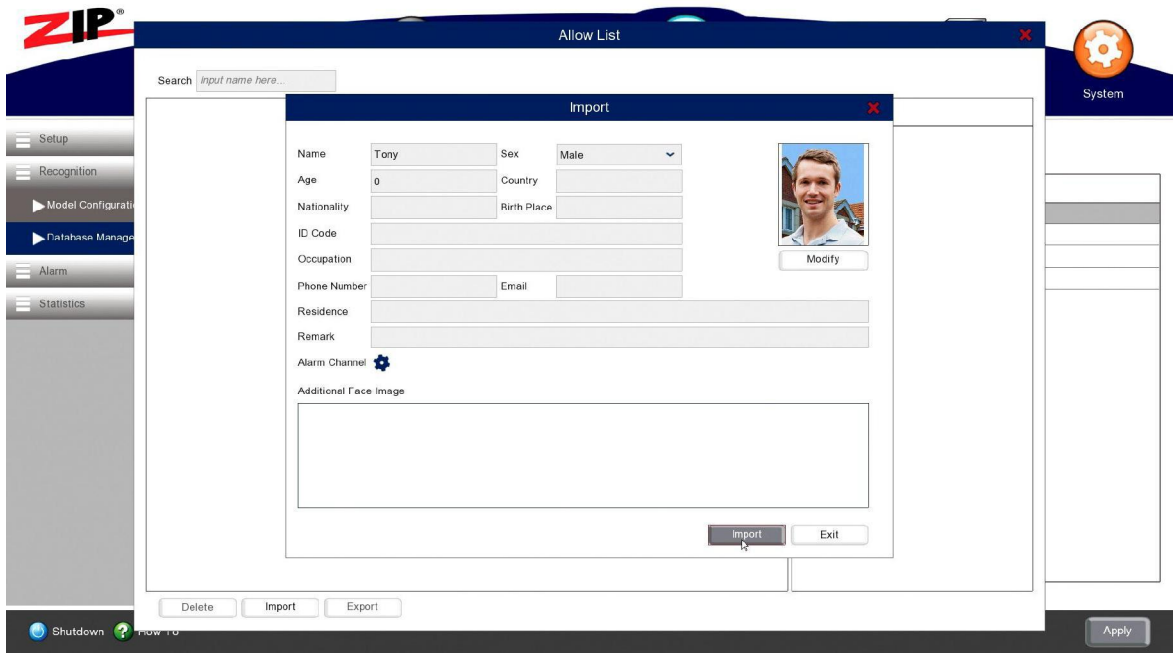 ZIP®
Allow List
System
Search Input name here...
Import
Setup
Recognition
Model Configurati
Database Manage
Alarm
Statistics
Name Tony Sex Male
Age 0 Country
Nationality Birth Place
ID Code
Occupation
Modify
Phone Number Email
Residence
Remark
Alarm Channel
Additional Face Image
Import Exit
Delete Import Export
Shutdown ? How To
Apply